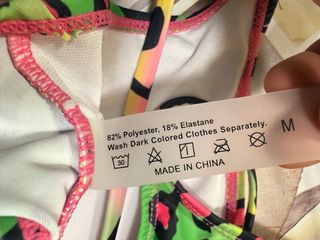 82% Polyester, 18% Elastane
Wash Dark Colored Clothes Separately.
30
MADE IN CHINA
M